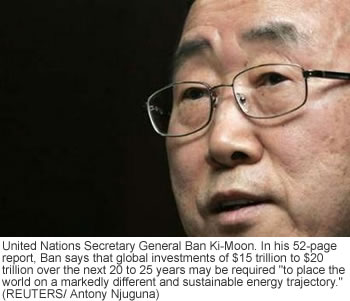 United Nations Secretary General Ban Ki-Moon. In his 52-page
report, Ban says that global investments of $15 trillion to $20
trillion over the next 20 to 25 years may be required "to place the
world on a markedly different and sustainable energy trajectory."
(REUTERS/ Antony Njuguna)